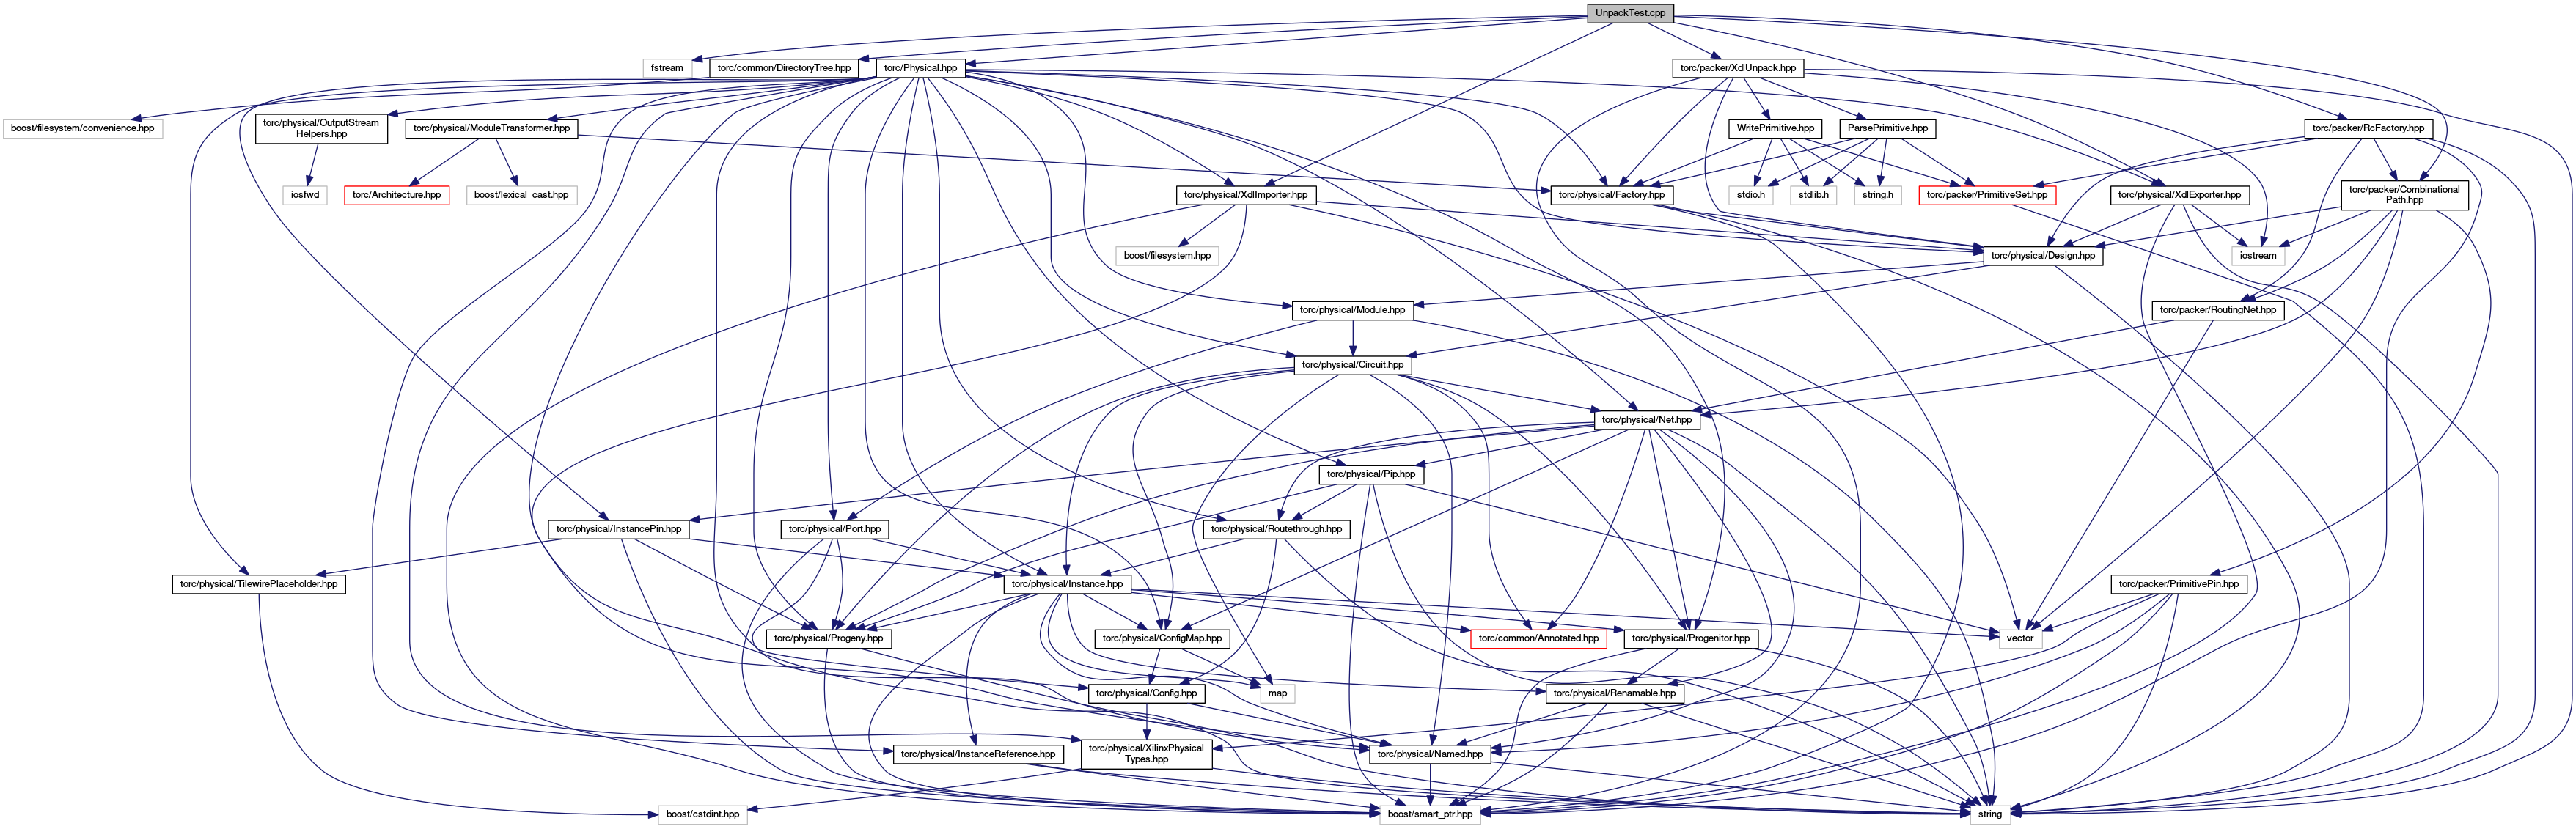 UnpackTest.cpp
fstream
torc/common/DirectoryTree.hpp
torc/Physical.hpp
torc/packer/XdlUnpack.hpp
boost/filesystem/convenience.hpp
torc/physical/OutputStream
Helpers.hpp
torc/physical/ModuleTransformer.hpp
WritePrimitive.hpp
ParsePrimitive.hpp
torc/packer/RcFactory.hpp
iosfwd
torc/Architecture.hpp
boost/lexical_cast.hpp
torc/physical/XdlImporter.hpp
torc/physical/Factory.hpp
stdio.h
stdlib.h
string.h
torc/packer/PrimitiveSet.hpp
torc/physical/XdlExporter.hpp
torc/packer/Combinational
Path.hpp
boost/filesystem.hpp
torc/physical/Design.hpp
iostream
torc/physical/Module.hpp
torc/packer/RoutingNet.hpp
torc/physical/Circuit.hpp
torc/physical/Net.hpp
torc/physical/Pip.hpp
torc/physical/InstancePin.hpp
torc/physical/Port.hpp
torc/physical/Routethrough.hpp
torc/physical/TilewirePlaceholder.hpp
torc/physical/Instance.hpp
torc/packer/PrimitivePin.hpp
torc/physical/Progeny.hpp
torc/physical/ConfigMap.hpp
torc/common/Annotated.hpp
torc/physical/Progenitor.hpp
vector
torc/physical/Config.hpp
map
torc/physical/Renamable.hpp
torc/physical/InstanceReference.hpp
torc/physical/XilinxPhysical
Types.hpp
torc/physical/Named.hpp
boost/cstdint.hpp
boost/smart_ptr.hpp
string